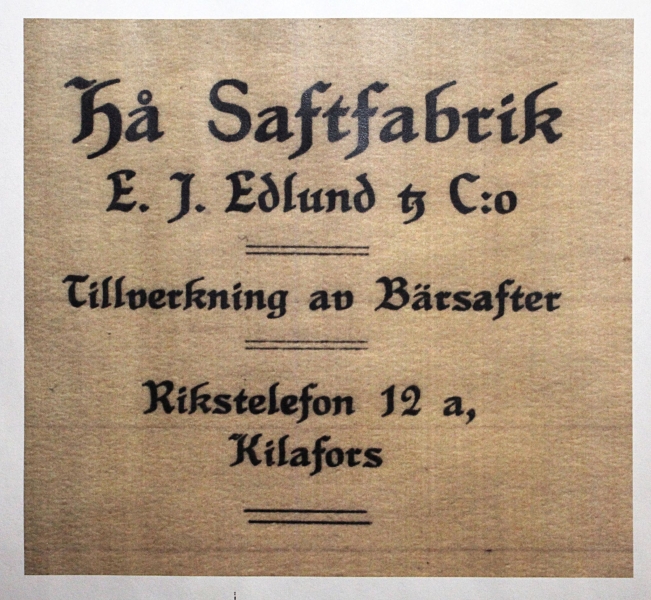 Hå Saftfabrik
E. J. Edlund & C:o
Tillverkning av Bärsafter
Rikstelefon 12 a,
Kilafors